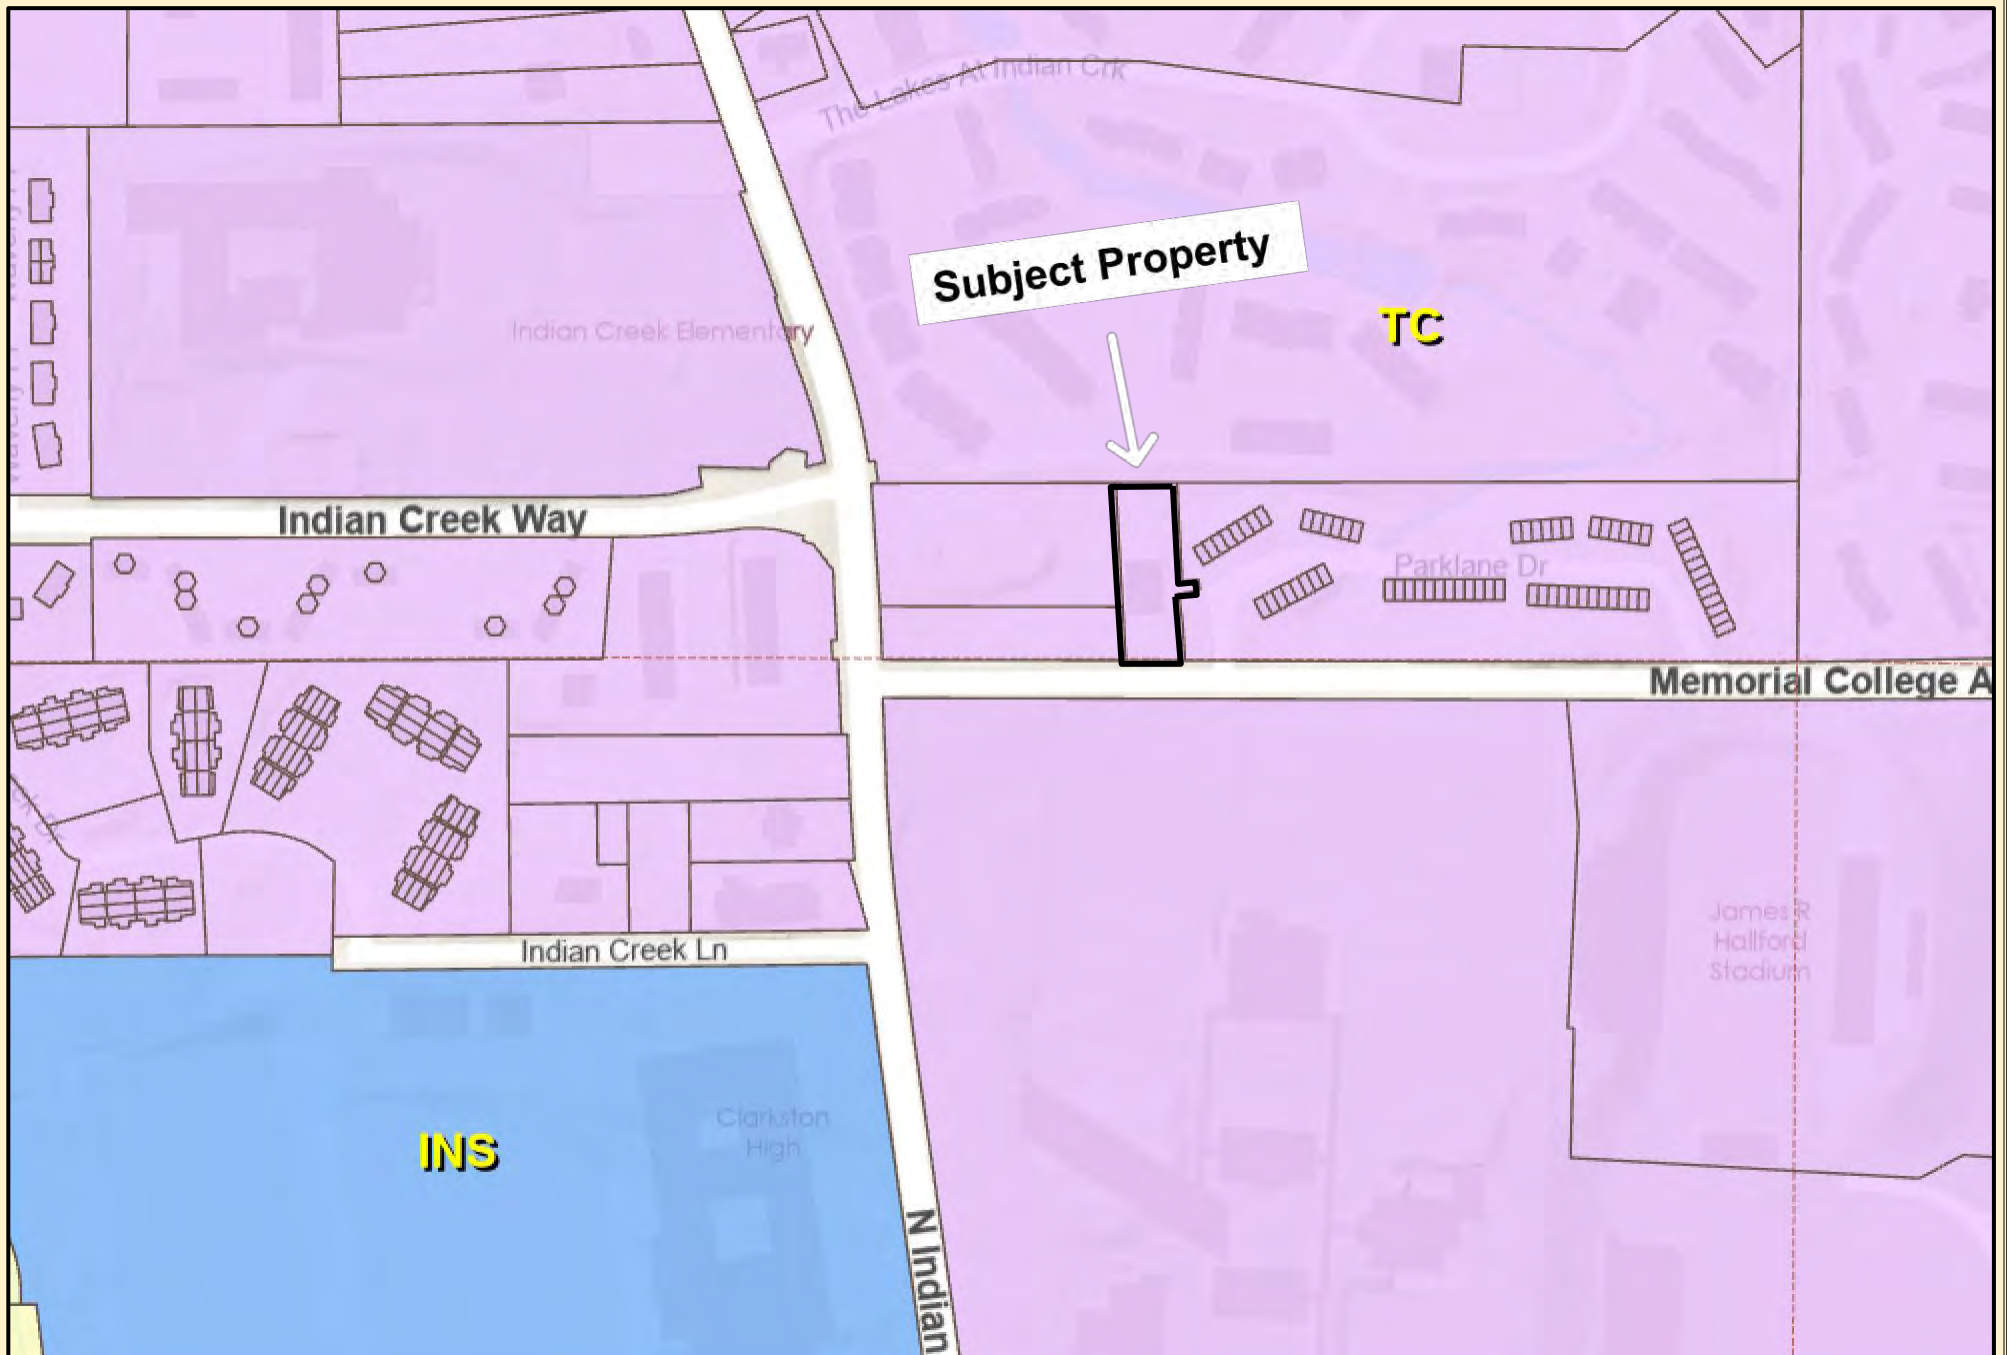 The Lakes At Indian Crk
Subject Property
Indian Creek Elementary
TC
Indian Creek Way
Parklane Dr
Memorial College A
James R
Hallford
Stadium
Indian Creek Ln
Clarkston
High
INS
N Indian